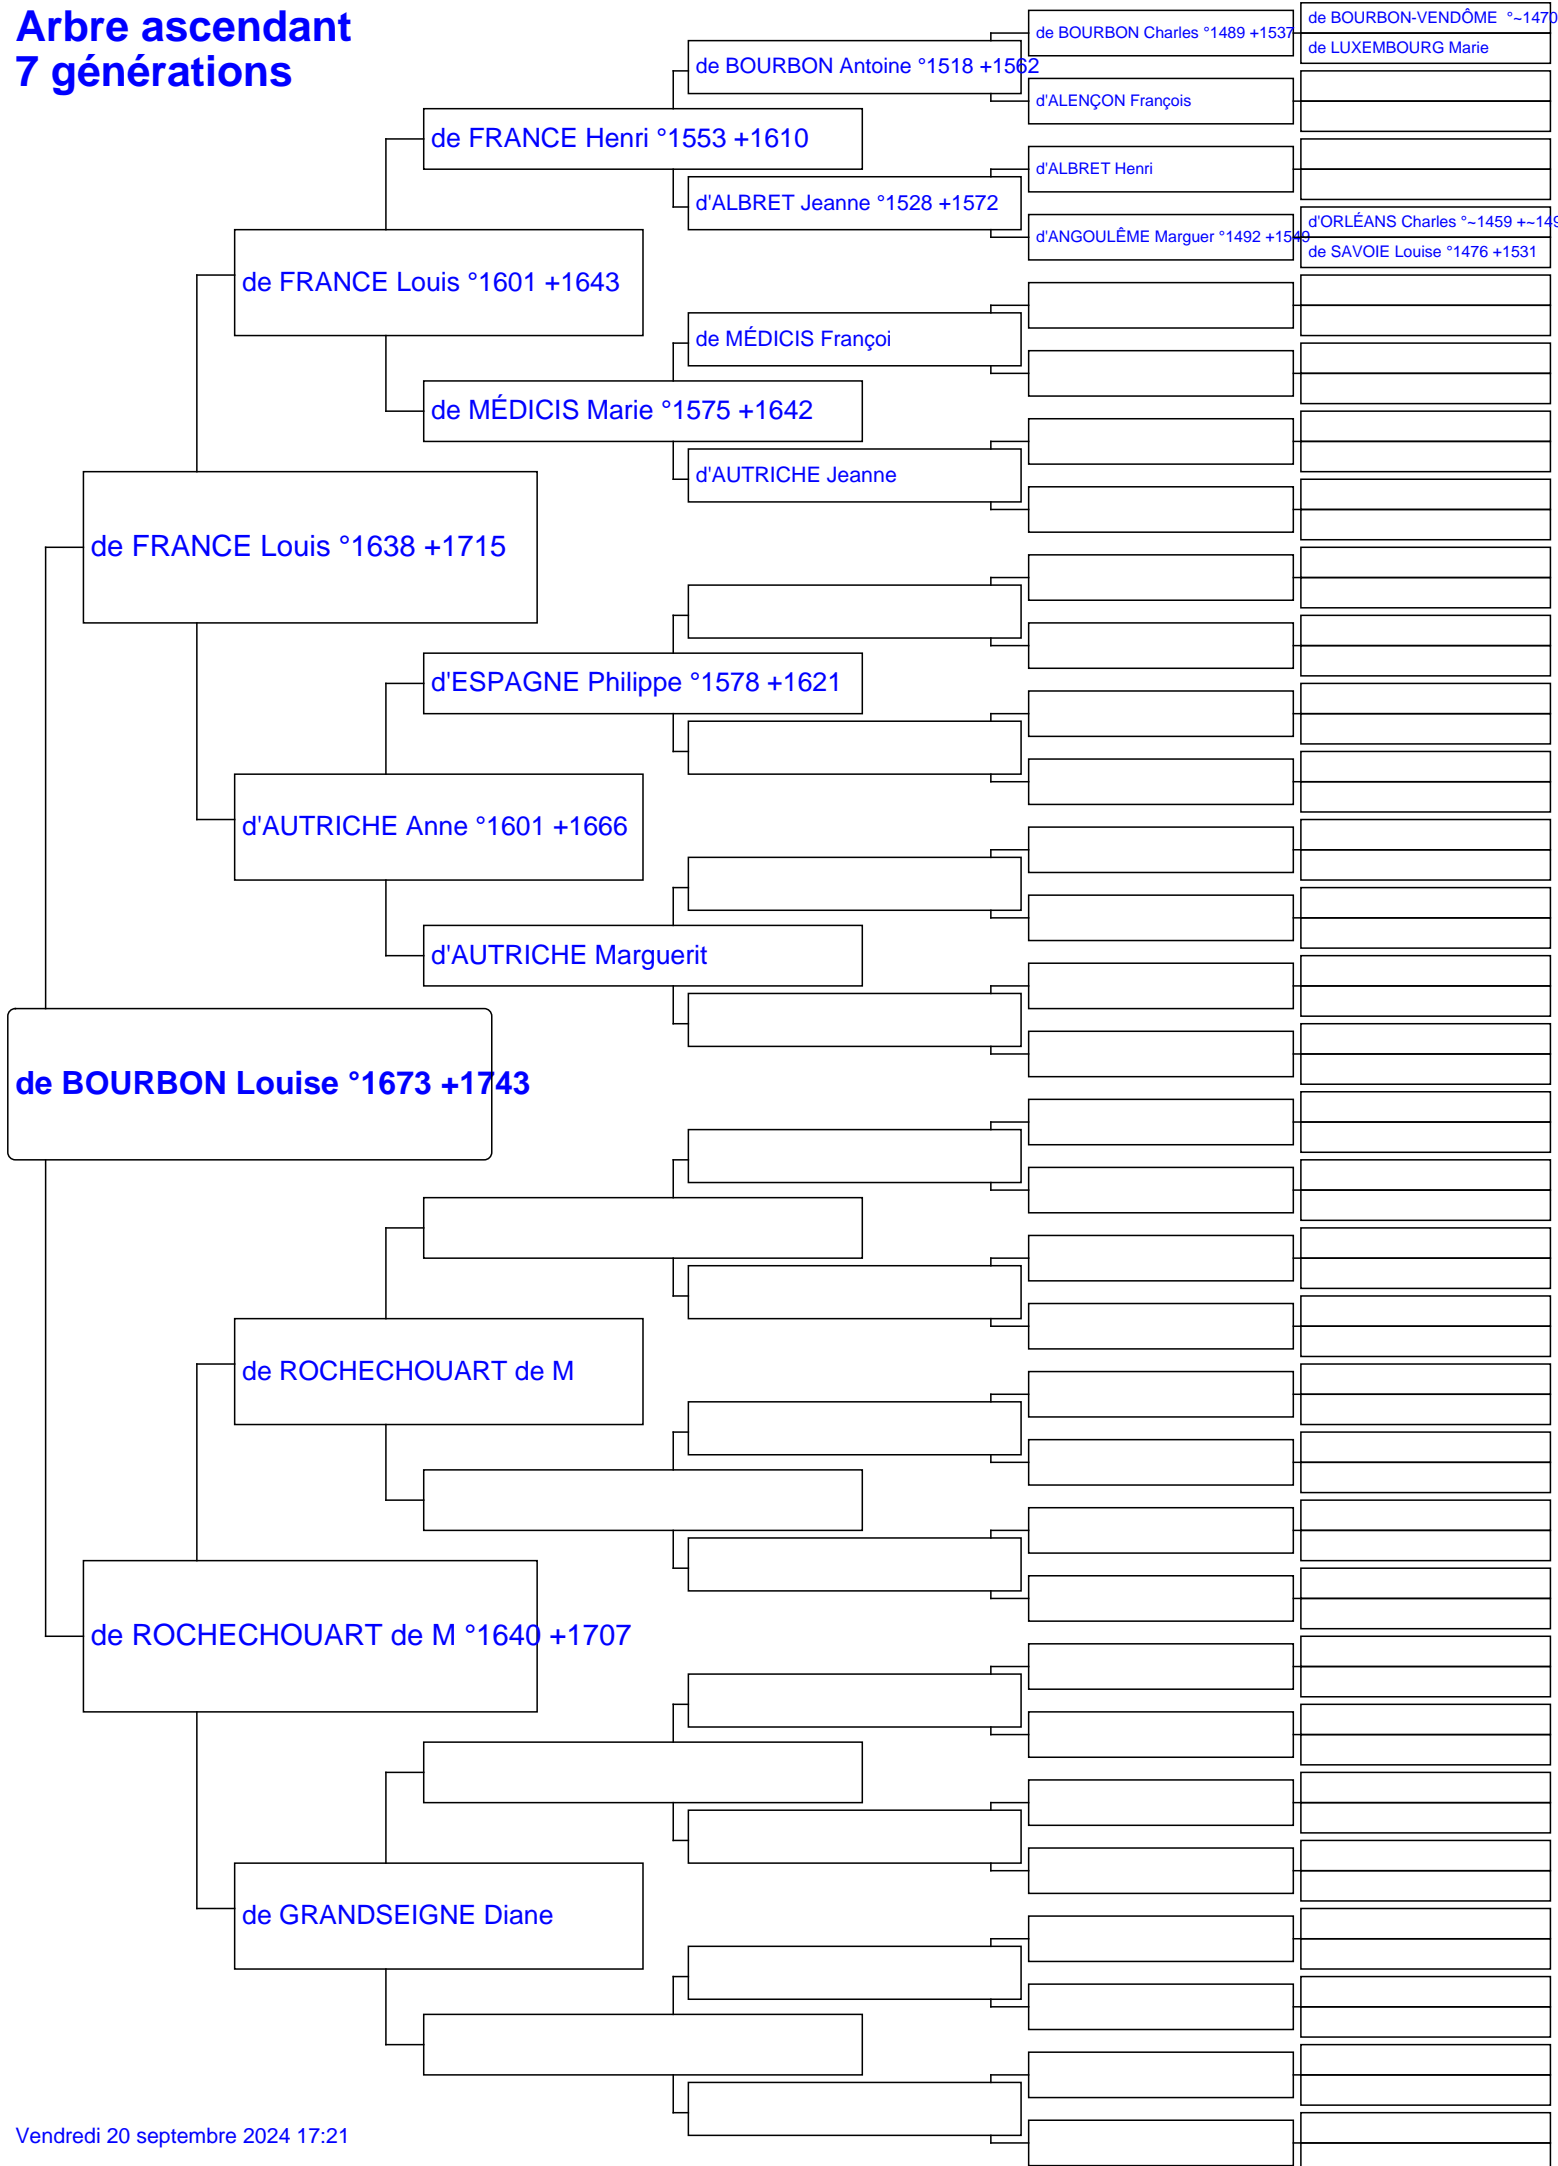 Arbre ascendant
7 générations
de BOURBON-VENDÔME °~1470
de BOURBON Charles °1489 +1537
de LUXEMBOURG Marie
de BOURBON Antoine °1518 +1562
d'ALENÇON François
de FRANCE Henri °1553 +1610
d'ALBRET Henri
d'ALBRET Jeanne °1528 +1572
d'ORLÉANS Charles °~1459 +~149
d'ANGOULÊME Marguer °1492 +1549
de SAVOIE Louise °1476 +1531
de FRANCE Louis °1601 +1643
de MÉDICIS Françoi
de MÉDICIS Marie °1575 +1642
d'AUTRICHE Jeanne
de FRANCE Louis °1638 +1715
d'ESPAGNE Philippe °1578 +1621
d'AUTRICHE Anne °1601 +1666
d'AUTRICHE Marguerit
de BOURBON Louise °1673 +1743
de ROCHECHOUART de M
de ROCHECHOUART de M °1640 +1707
de GRANDSEIGNE Diane
Vendredi 20 septembre 2024 17:21